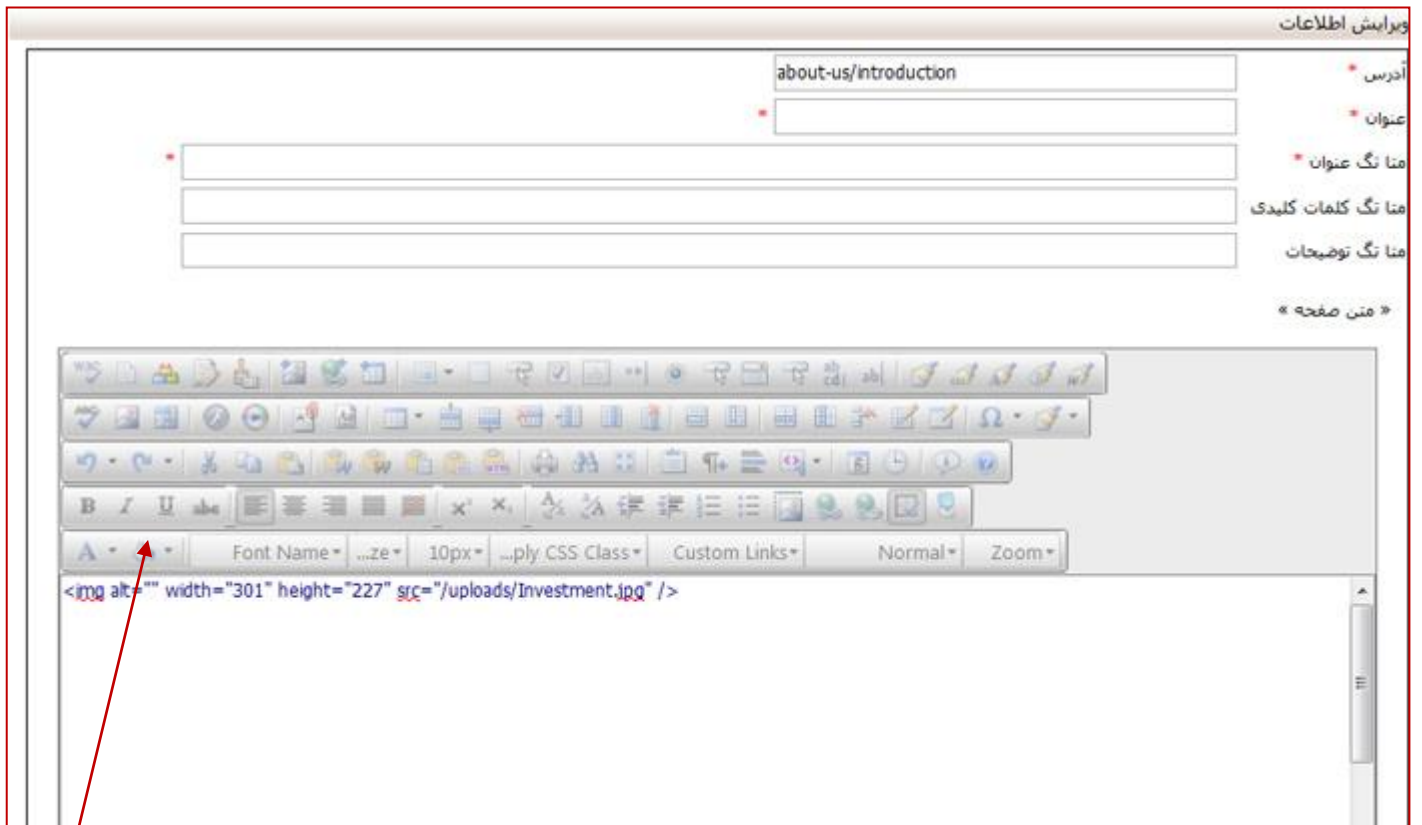 ویرایش اطلاعات
آدرس *
about-us/introduction
عنوان *
*
متا تگ عنوان *
*
متا تگ کلمات کلیدی
متا تگ توضیحات
« متن صفحه »
B I U abc
A Font Name ...ze 10px ...ply CSS Class Custom Links Normal Zoom
<img alt="" width="301" height="227" src="/uploads/Investment.jpg" />